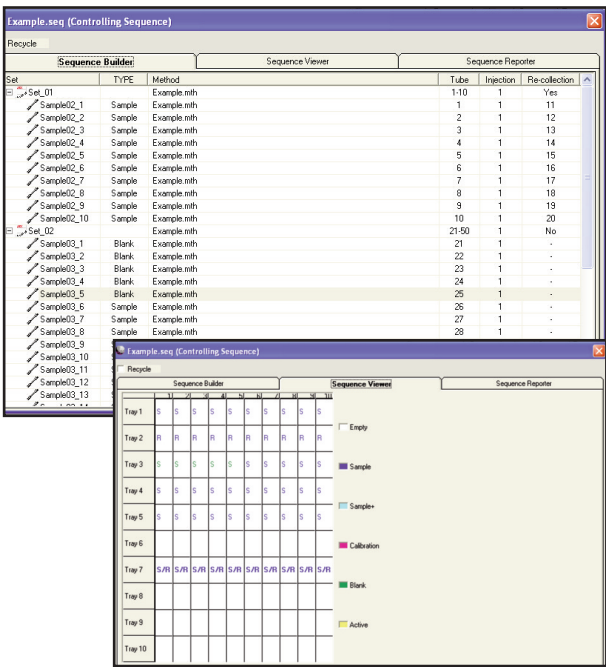 Example.seq (Controlling Sequence)
Recycle
Sequence Builder Sequence Viewer Sequence Reporter
Set TYPE Method Tube Injection Re-collection
Set_01 Example.mth 1-10 1 Yes
Sample02_1 Sample Example.mth 1 1 11
Sample02_2 Sample Example.mth 2 1 12
Sample02_3 Sample Example.mth 3 1 13
Sample02_4 Sample Example.mth 4 1 14
Sample02_5 Sample Example.mth 5 1 15
Sample02_6 Sample Example.mth 6 1 16
Sample02_7 Sample Example.mth 7 1 17
Sample02_8 Sample Example.mth 8 1 18
Sample02_9 Sample Example.mth 9 1 19
Sample02_10 Sample Example.mth 10 1 20
Set_02 Example.mth 21-50 1 No
Sample03_1 Blank Example.mth 21 1 -
Sample03_2 Blank Example.mth 22 1 -
Sample03_3 Blank Example.mth 23 1 -
Sample03_4 Blank Example.mth 24 1 -
Sample03_5 Blank Example.mth 25 1 -
Sample03_6 Sample Example.mth 26 1 -
Sample03_7 Sample Example.mth 27 1 -
Sample03_8 Sample Example.mth 28 1 -
Sample03_9
Sample03_10
Sample03_11
Sample03_12
Sample03_13
Example.seq (Controlling Sequence)
Recycle
Sequence Builder Sequence Viewer Sequence Reporter
1 2 3 4 5 6 7 8 9 10
Tray 1 S S S S S S S S S S
Tray 2 R R R R R R R R R R
Tray 3 S S S S S S S S S S
Tray 4 S S S S S S S S S S
Tray 5 S S S S S S S S S S
Tray 6
Tray 7 S/R S/R S/R S/R S/R S/R S/R S/R S/R S/R
Tray 8
Tray 9
Tray 10
Empty
Sample
Sample+
Calibration
Blank
Active